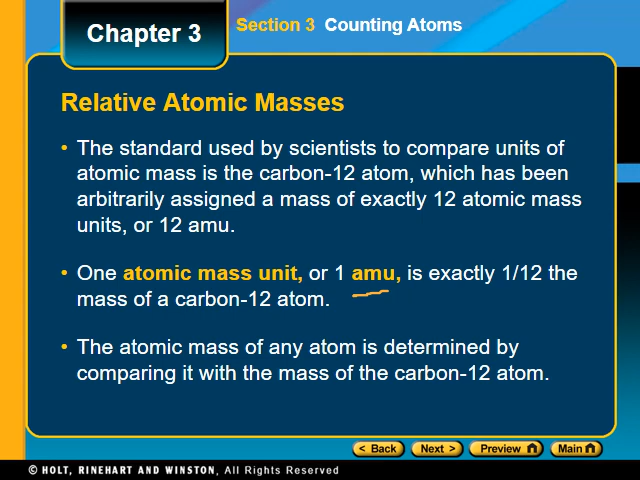 Chapter 3
Section 3 Counting Atoms
Relative Atomic Masses
• The standard used by scientists to compare units of
atomic mass is the carbon-12 atom, which has been
arbitrarily assigned a mass of exactly 12 atomic mass
units, or 12 amu.
• One atomic mass unit, or 1 amu, is exactly 1/12 the
mass of a carbon-12 atom.
• The atomic mass of any atom is determined by
comparing it with the mass of the carbon-12 atom.
< Back Next > Preview Main
© HOLT, RINEHART AND WINSTON, All Rights Reserved